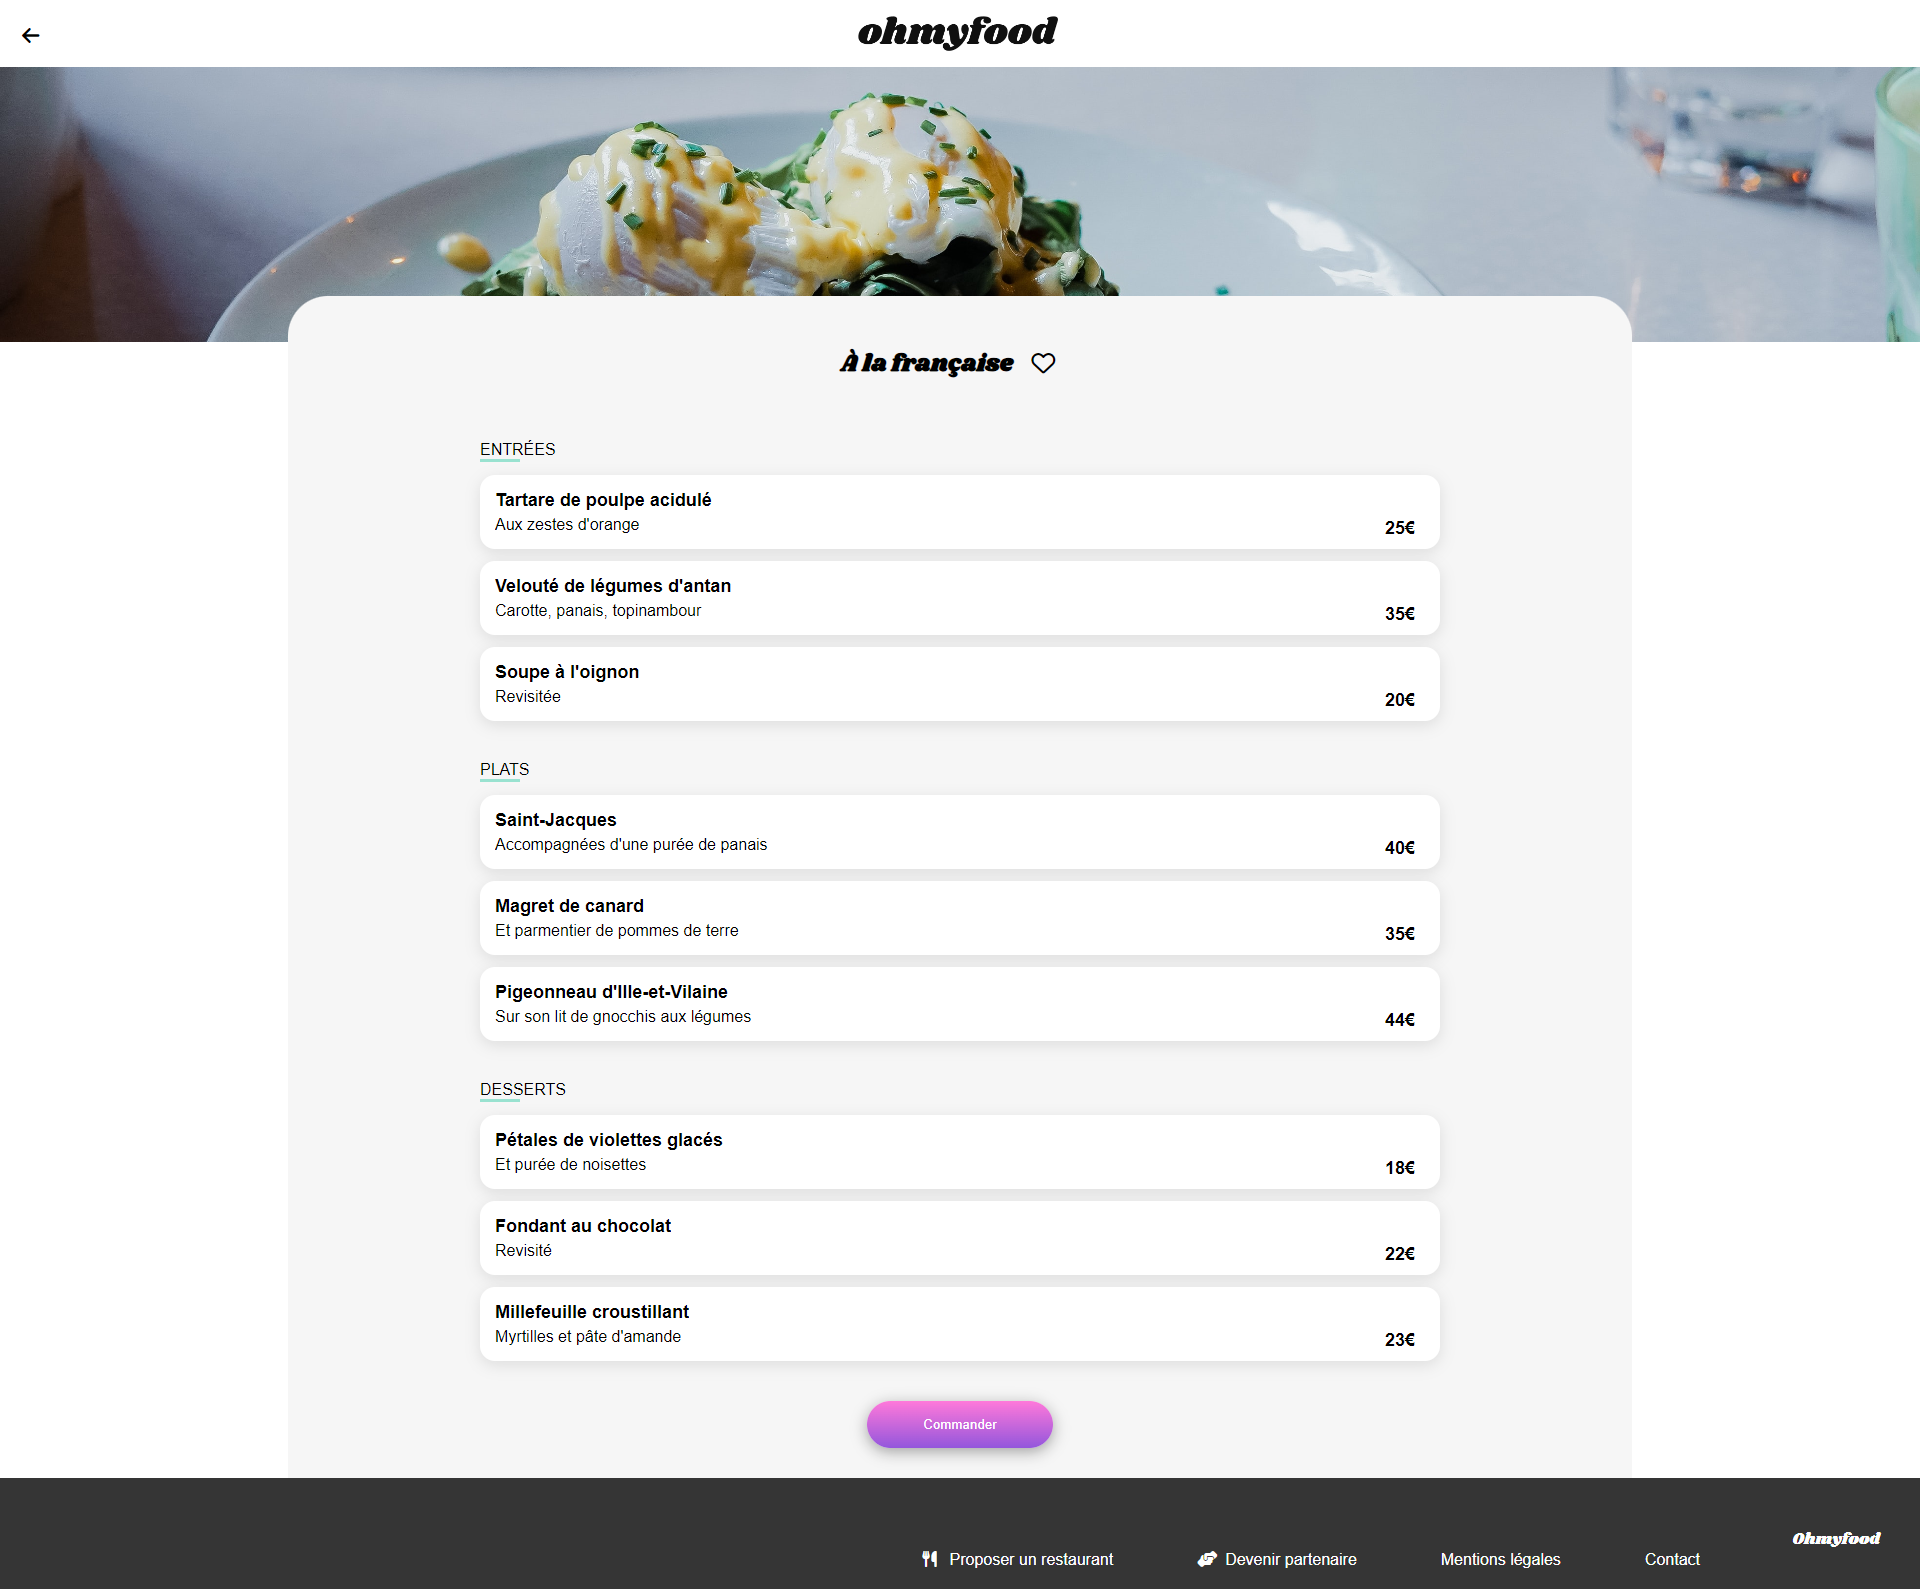 ohmyfood
À la française
ENTRÉES
Tartare de poulpe acidulé
Aux zestes d'orange
25€
Velouté de légumes d'antan
Carotte, panais, topinambour
35€
Soupe à l'oignon
Revisitée
20€
PLATS
Saint-Jacques
Accompagnées d'une purée de panais
40€
Magret de canard
Et parmentier de pommes de terre
35€
Pigeonneau d'Ille-et-Vilaine
Sur son lit de gnocchis aux légumes
44€
DESSERTS
Pétales de violettes glacés
Et purée de noisettes
18€
Fondant au chocolat
Revisité
22€
Millefeuille croustillant
Myrtilles et pâte d'amande
23€
Commander
Ohmyfood
Proposer un restaurant
Devenir partenaire
Mentions légales
Contact